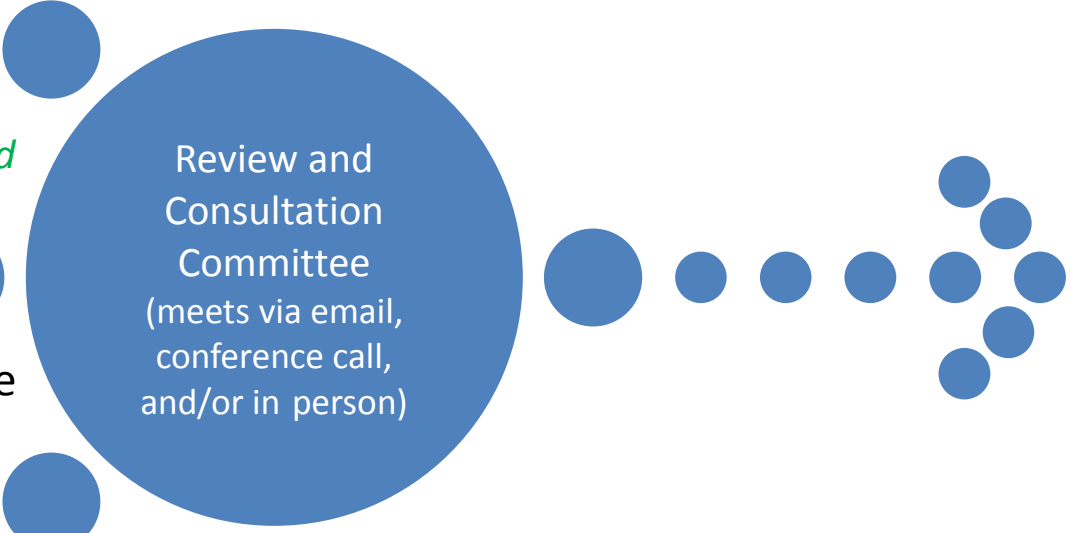 d
Review and
Consultation
Committee
(meets via email,
conference call,
e
and/or in person)